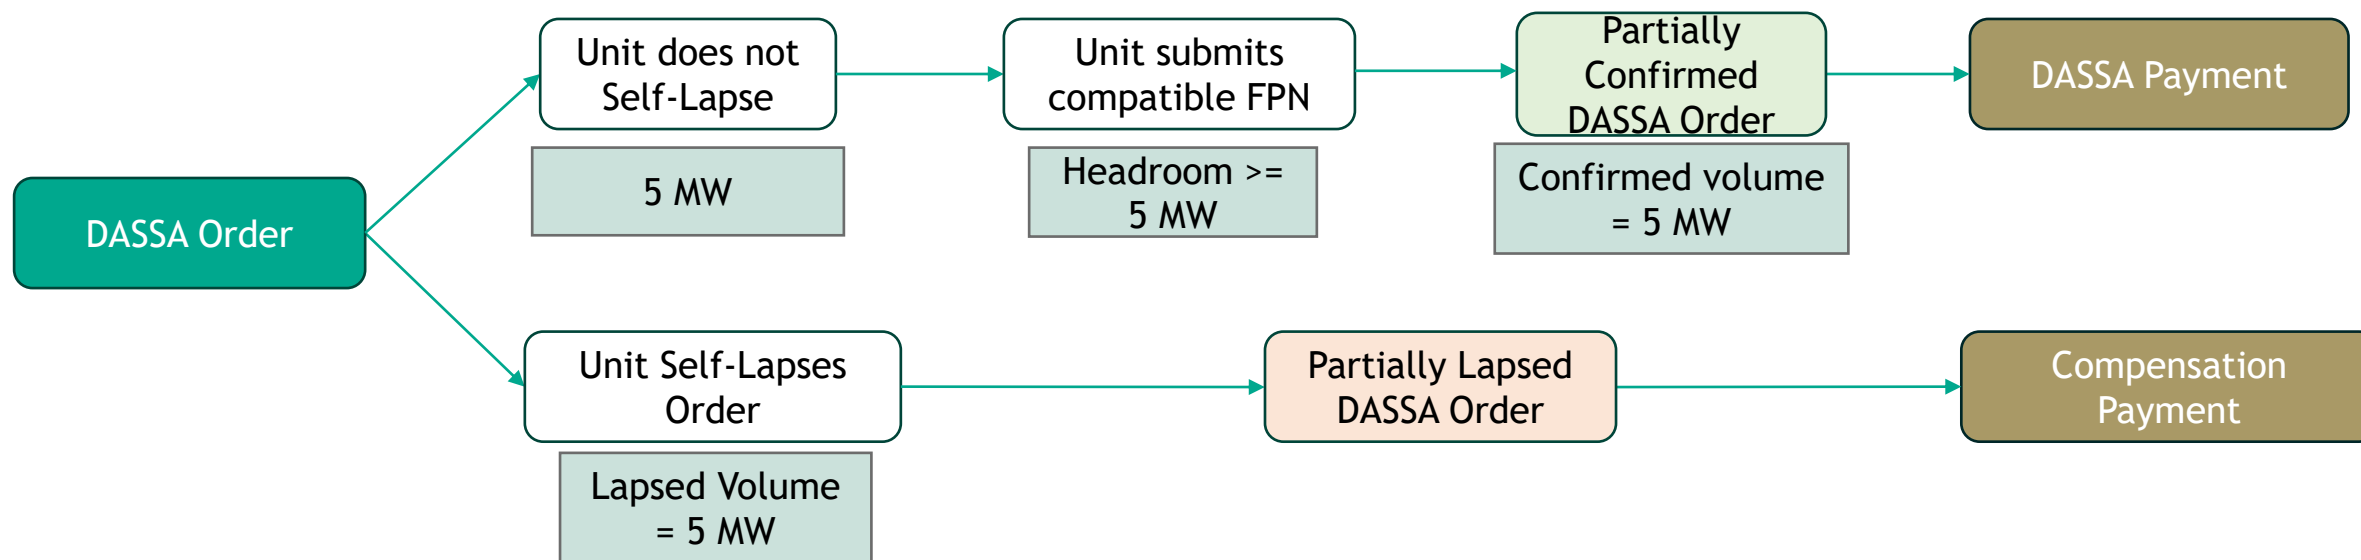 DASSA Order
Unit does not
Self-Lapse
5 MW
Unit submits
compatible FPN
Headroom >=
5 MW
Partially
Confirmed
DASSA Order
Confirmed volume
= 5 MW
DASSA Payment
Unit Self-Lapses
Order
Lapsed Volume
= 5 MW
Partially Lapsed
DASSA Order
Compensation
Payment